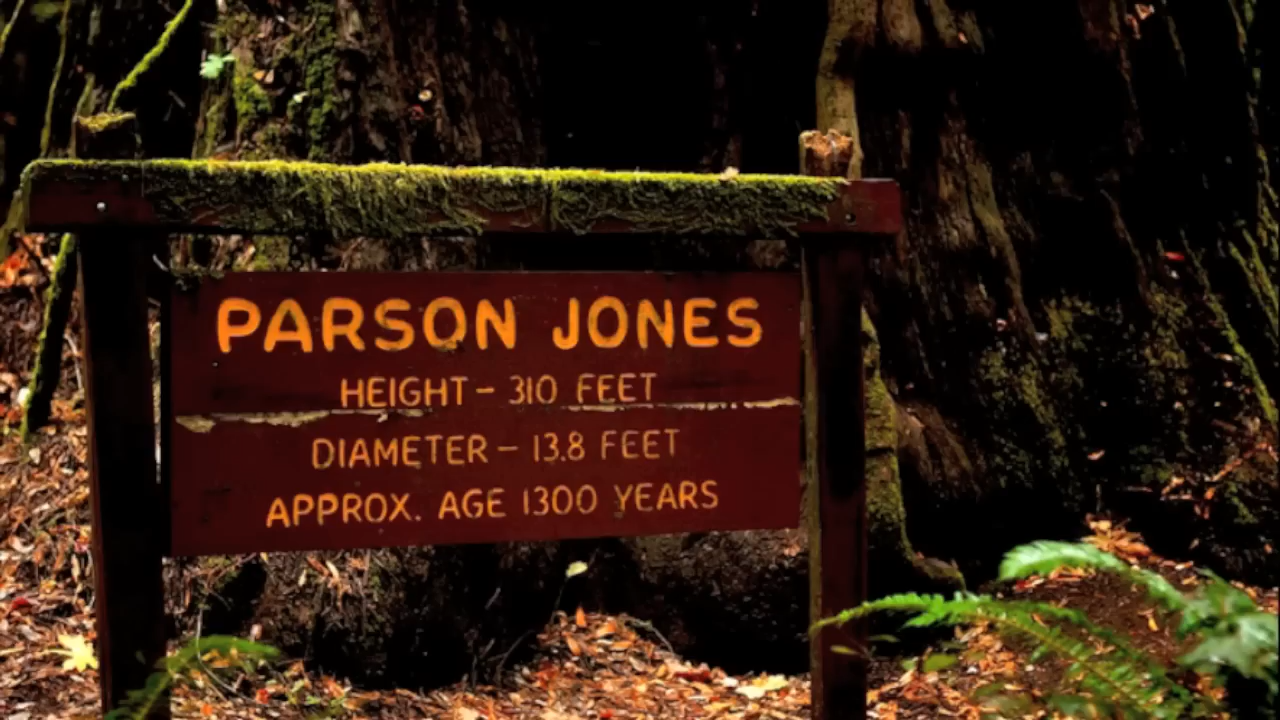 PARSON JONES
HEIGHT – 310 FEET
DIAMETER – 13.8 FEET
APPROX. AGE 1300 YEARS